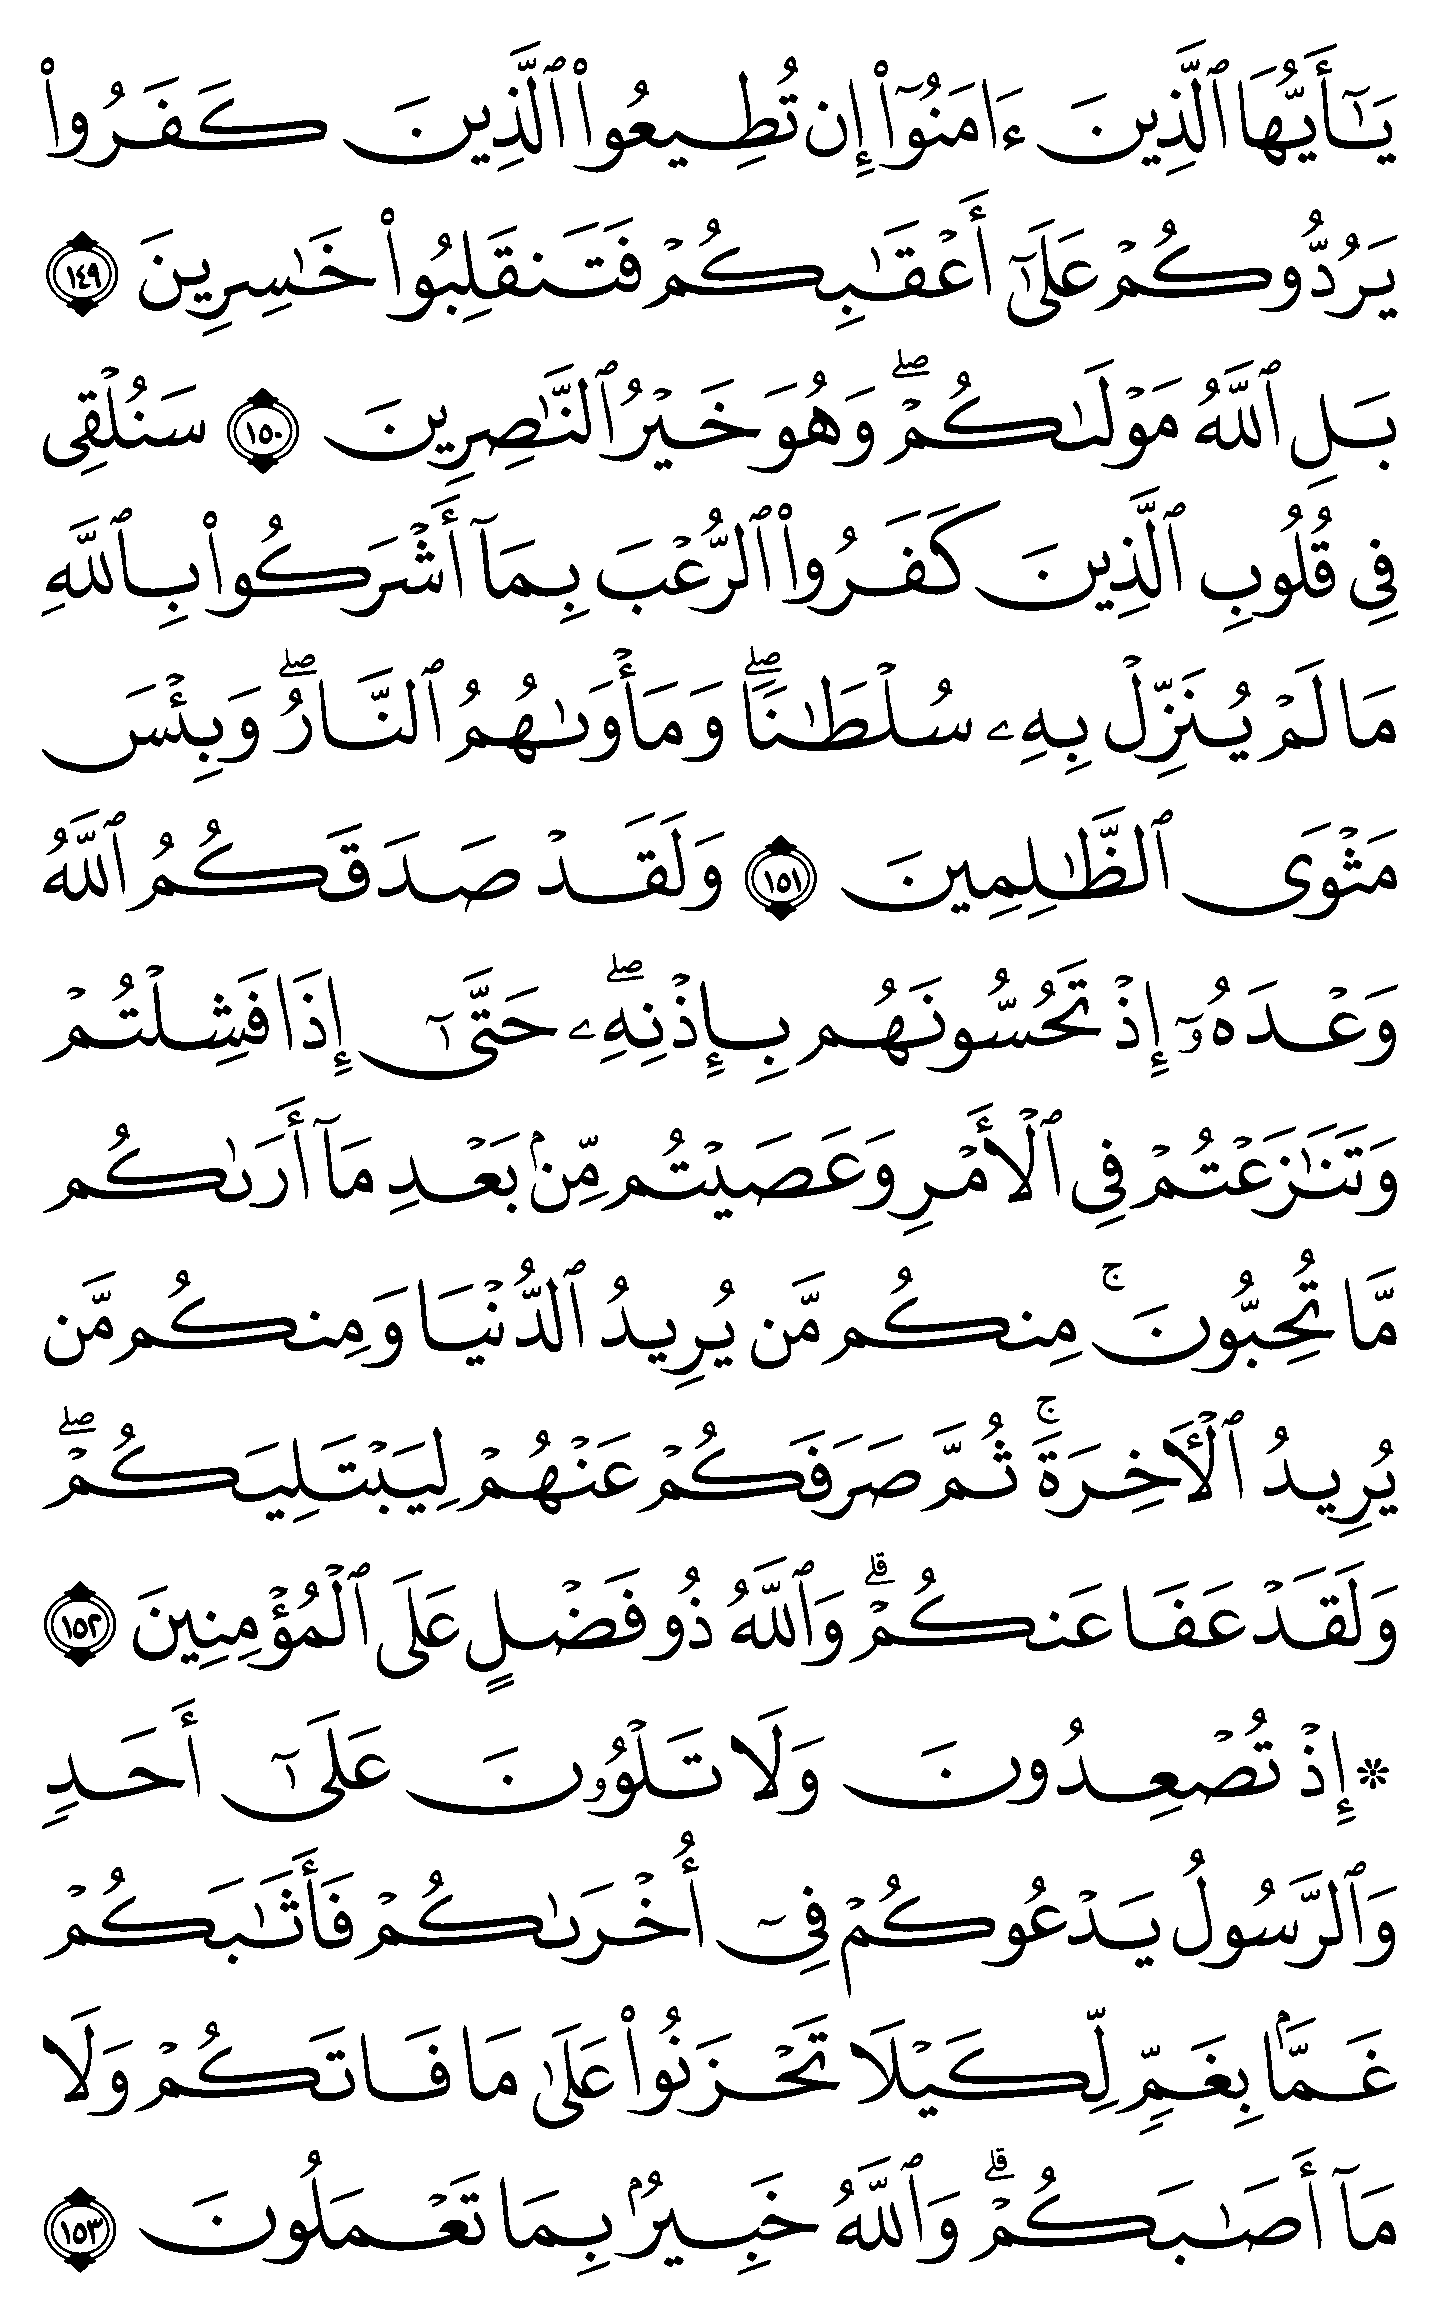 يَٰٓأَيُّهَا ٱلَّذِينَ ءَامَنُوٓا۟ إِن تُطِيعُوا۟ ٱلَّذِينَ كَفَرُوا۟
يَرُدُّوكُمْ عَلَىٰٓ أَعْقَٰبِكُمْ فَتَنقَلِبُوا۟ خَٰسِرِينَ ١٤٩
بَلِ ٱللَّهُ مَوْلَىٰكُمْ ۖ وَهُوَ خَيْرُ ٱلنَّٰصِرِينَ ١٥٠ سَنُلْقِى
فِى قُلُوبِ ٱلَّذِينَ كَفَرُوا۟ ٱلرُّعْبَ بِمَآ أَشْرَكُوا۟ بِٱللَّهِ
مَا لَمْ يُنَزِّلْ بِهِۦ سُلْطَٰنًا ۖ وَمَأْوَىٰهُمُ ٱلنَّارُ ۖ وَبِئْسَ
مَثْوَى ٱلظَّٰلِمِينَ ١٥١ وَلَقَدْ صَدَقَكُمُ ٱللَّهُ
وَعْدَهُۥٓ إِذْ تَحُسُّونَهُم بِإِذْنِهِۦ ۖ حَتَّىٰٓ إِذَا فَشِلْتُمْ
وَتَنَٰزَعْتُمْ فِى ٱلْأَمْرِ وَعَصَيْتُم مِّنۢ بَعْدِ مَآ أَرَىٰكُم
مَّا تُحِبُّونَ ۚ مِنكُم مَّن يُرِيدُ ٱلدُّنْيَا وَمِنكُم مَّن
يُرِيدُ ٱلْءَاخِرَةَ ۚ ثُمَّ صَرَفَكُمْ عَنْهُمْ لِيَبْتَلِيَكُمْ ۖ
وَلَقَدْ عَفَا عَنكُمْ ۗ وَٱللَّهُ ذُو فَضْلٍ عَلَى ٱلْمُؤْمِنِينَ ١٥٢
۞ إِذْ تُصْعِدُونَ وَلَا تَلْوُۥنَ عَلَىٰٓ أَحَدٍ
وَٱلرَّسُولُ يَدْعُوكُمْ فِىٓ أُخْرَىٰكُمْ فَأَثَٰبَكُمْ
غَمًّۢا بِغَمٍّ لِّكَيْلَا تَحْزَنُوا۟ عَلَىٰ مَا فَاتَكُمْ وَلَا
مَآ أَصَٰبَكُمْ ۗ وَٱللَّهُ خَبِيرٌۢ بِمَا تَعْمَلُونَ ١٥٣